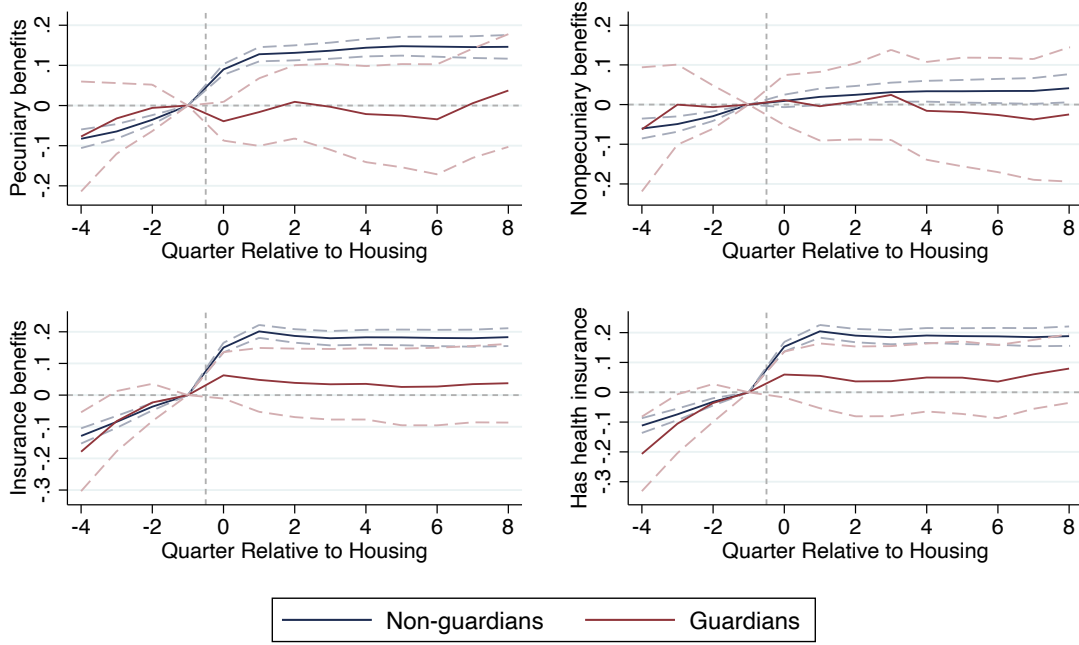 Pecuniary benefits
.2
.1
0
-.1
-.2
-4 -2 0 2 4 6 8
Quarter Relative to Housing
Nonpecuniary benefits
.2
.1
0
-.1
-.2
-4 -2 0 2 4 6 8
Quarter Relative to Housing
Insurance benefits
.2
.1
0
-.1
-.2
-.3
-4 -2 0 2 4 6 8
Quarter Relative to Housing
Has health insurance
.2
.1
0
-.1
-.2
-.3
-4 -2 0 2 4 6 8
Quarter Relative to Housing
Non-guardians Guardians